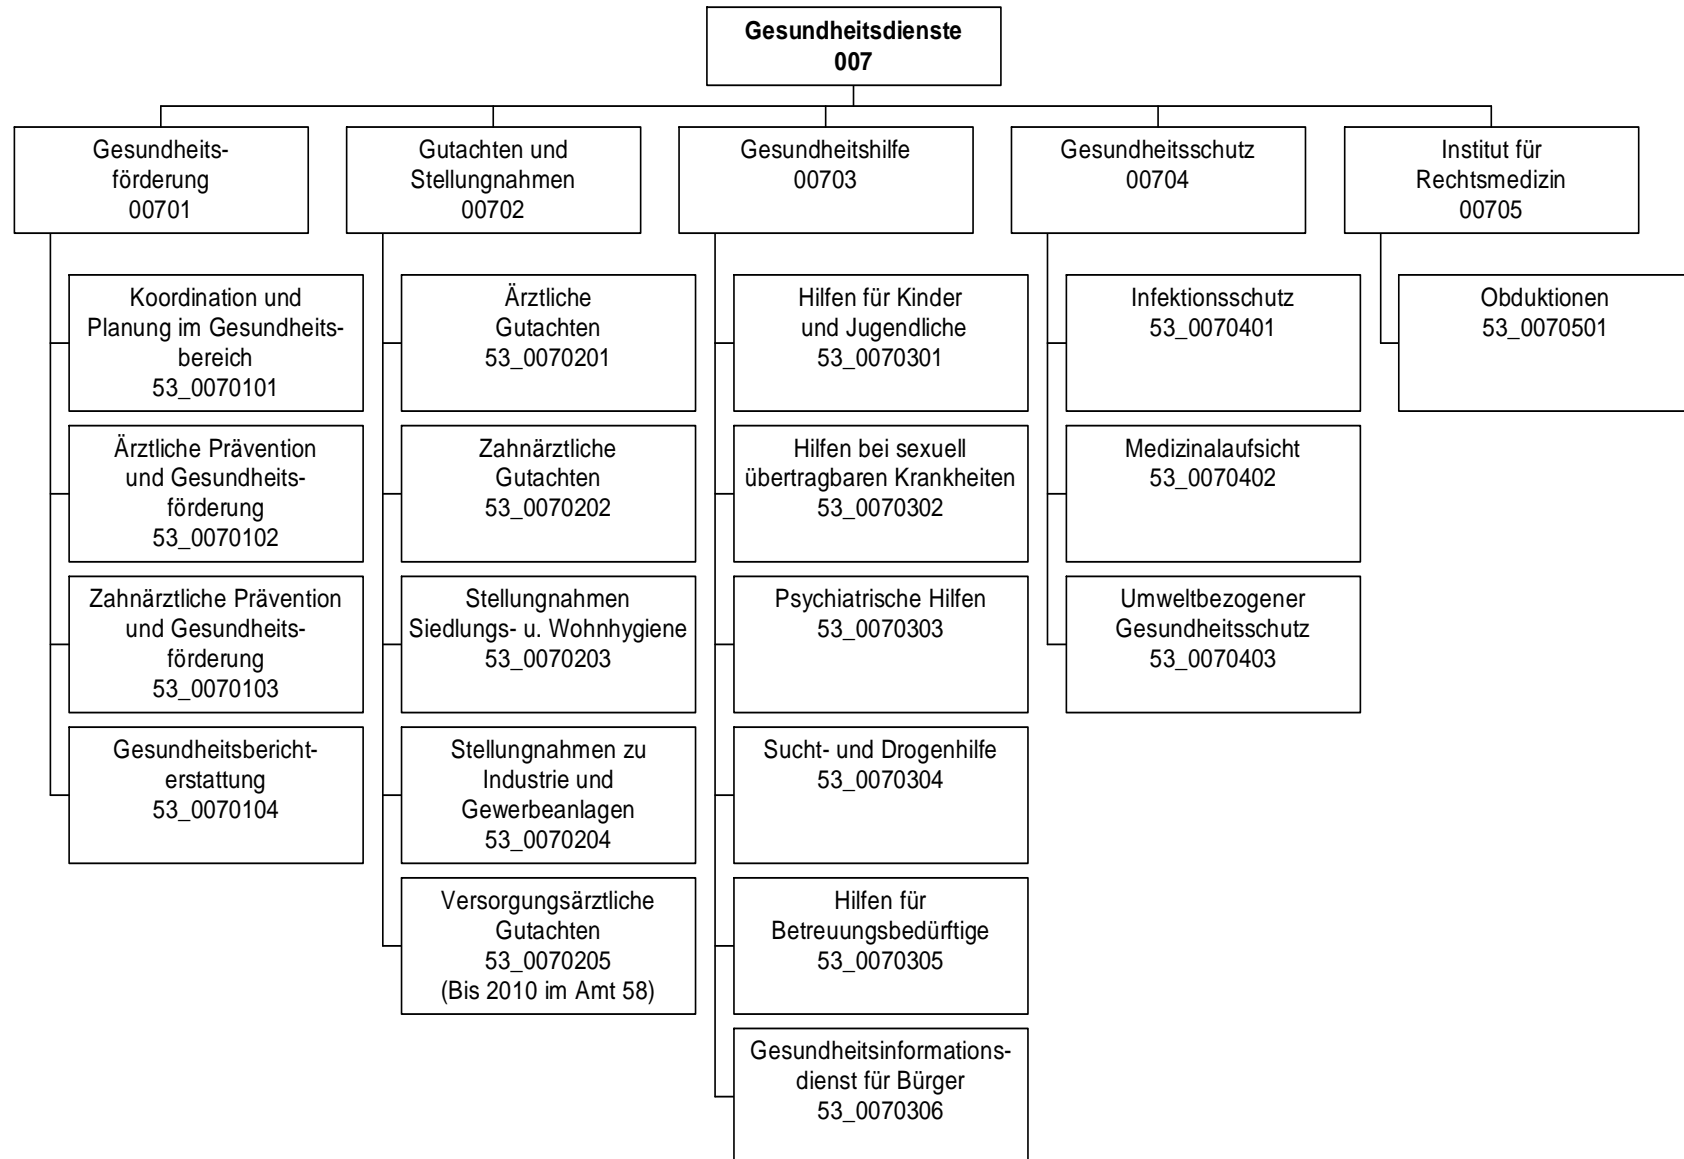 Gesundheitsdienste
007
Gesundheits-
förderung
00701
Gutachten und
Stellungnahmen
00702
Gesundheitshilfe
00703
Gesundheitsschutz
00704
Institut für
Rechtsmedizin
00705
Koordination und
Planung im Gesundheits-
bereich
53_0070101
Ärztliche Prävention
und Gesundheits-
förderung
53_0070102
Zahnärztliche Prävention
und Gesundheits-
förderung
53_0070103
Gesundheitsbericht-
erstattung
53_0070104
Ärztliche
Gutachten
53_0070201
Zahnärztliche
Gutachten
53_0070202
Stellungnahmen
Siedlungs- u. Wohnhygiene
53_0070203
Stellungnahmen zu
Industrie und
Gewerbeanlagen
53_0070204
Versorgungsärztliche
Gutachten
53_0070205
(Bis 2010 im Amt 58)
Hilfen für Kinder
und Jugendliche
53_0070301
Hilfen bei sexuell
übertragbaren Krankheiten
53_0070302
Psychiatrische Hilfen
53_0070303
Sucht- und Drogenhilfe
53_0070304
Hilfen für
Betreuungsbedürftige
53_0070305
Gesundheitsinformations-
dienst für Bürger
53_0070306
Infektionsschutz
53_0070401
Medizinalaufsicht
53_0070402
Umweltbezogener
Gesundheitsschutz
53_0070403
Obduktionen
53_0070501